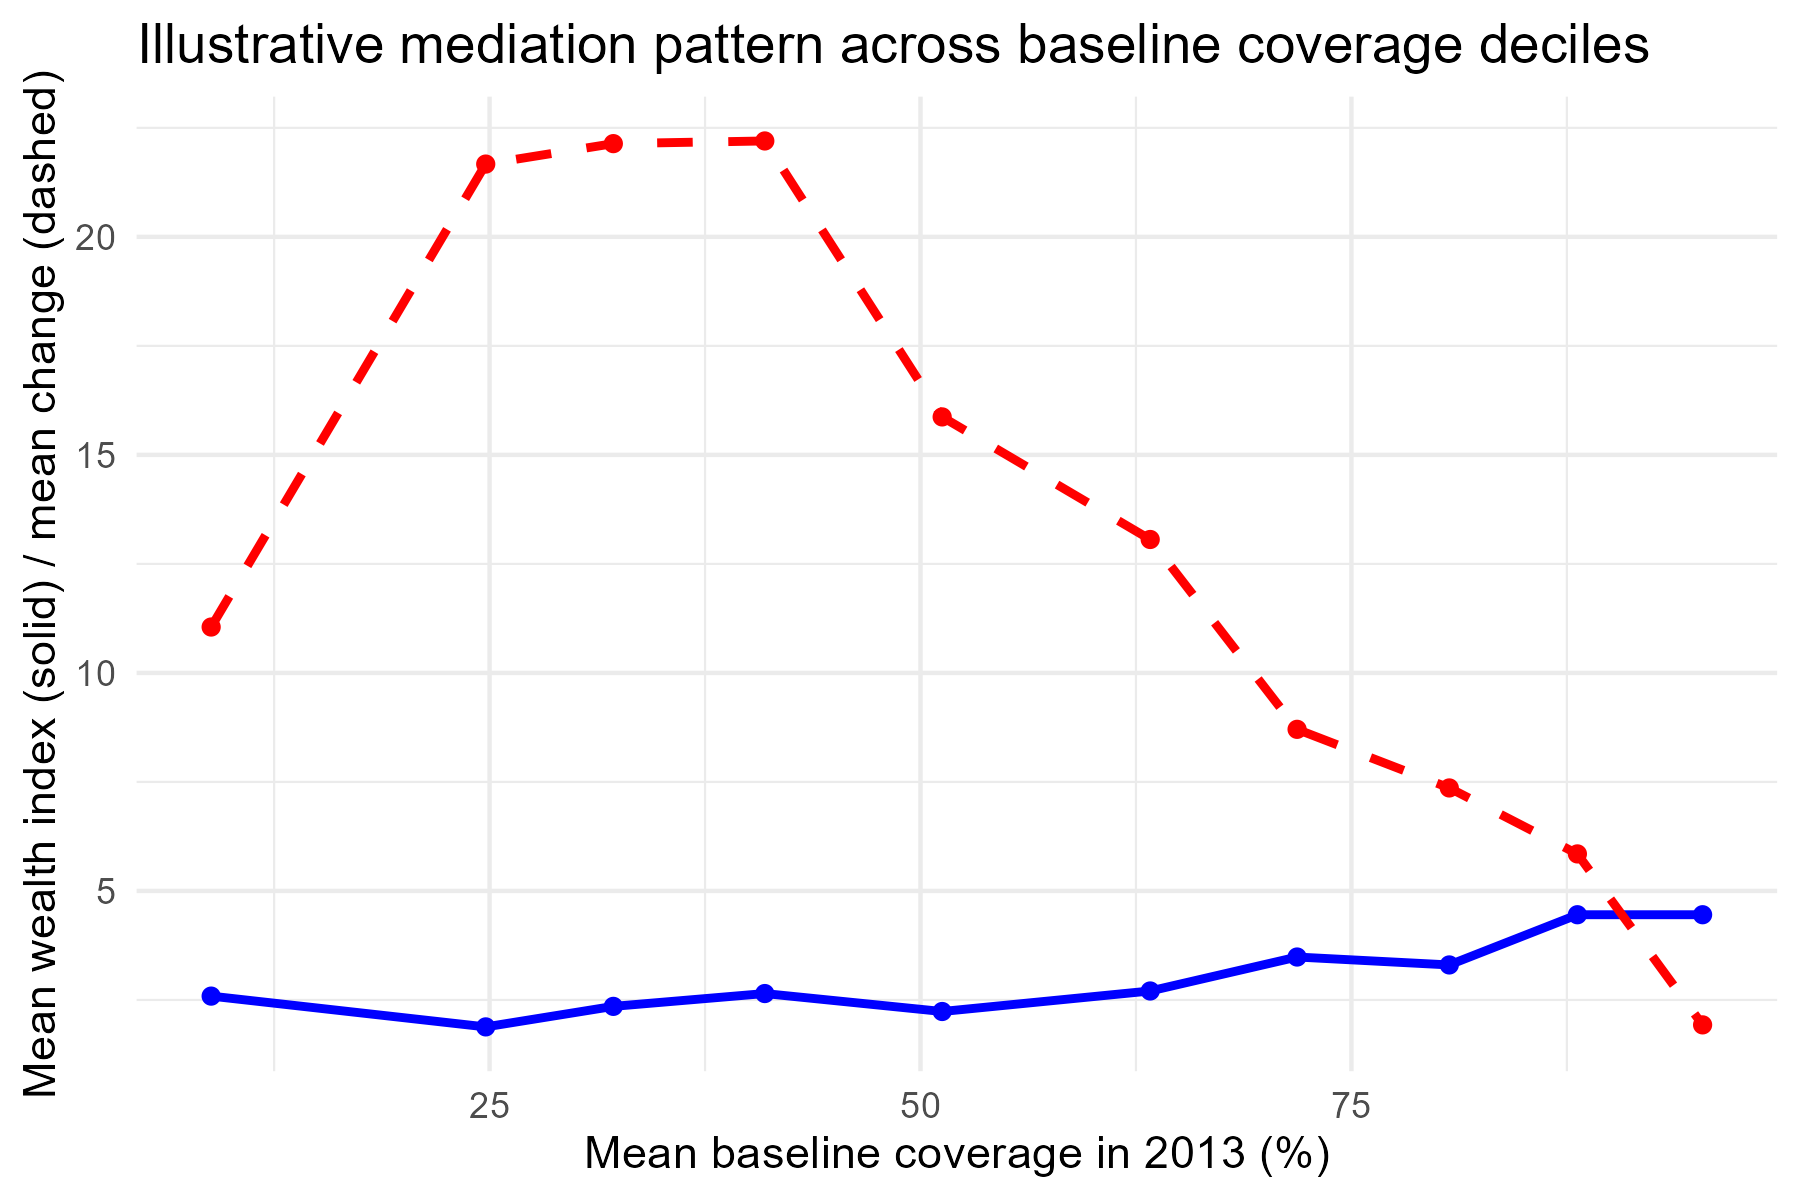 Illustrative mediation pattern across baseline coverage deciles
Mean wealth index (solid) / mean change (dashed)
20
15
10
5
25
50
75
Mean baseline coverage in 2013 (%)